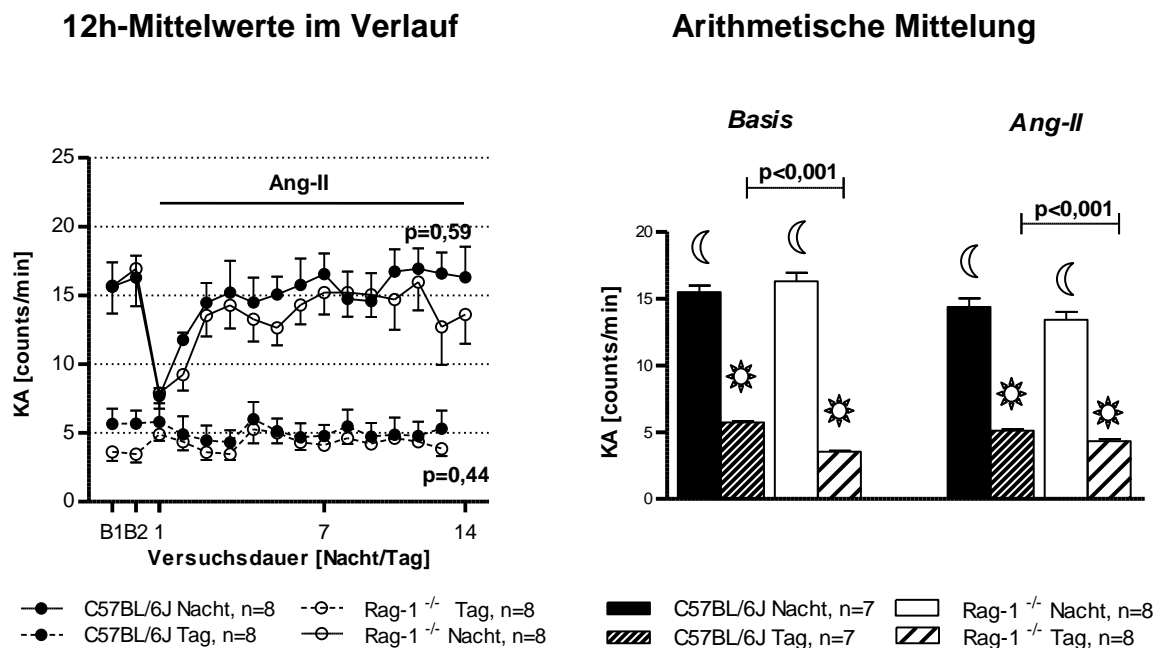 12h-Mittelwerte im Verlauf
25
20
15
10
5
0
KA [counts/min]
Ang-II
p=0,59
p=0,44
B1 B2 1 7 14
Versuchsdauer [Nacht/Tag]
C57BL/6J Nacht, n=8
C57BL/6J Tag, n=8
Rag-1 -/- Tag, n=8
Rag-1 -/- Nacht, n=8
Arithmetische Mittelung
Basis
Ang-II
p<0,001
p<0,001
20
15
10
5
0
KA [counts/min]
C57BL/6J Nacht, n=7
C57BL/6J Tag, n=7
Rag-1 -/- Nacht, n=8
Rag-1 -/- Tag, n=8